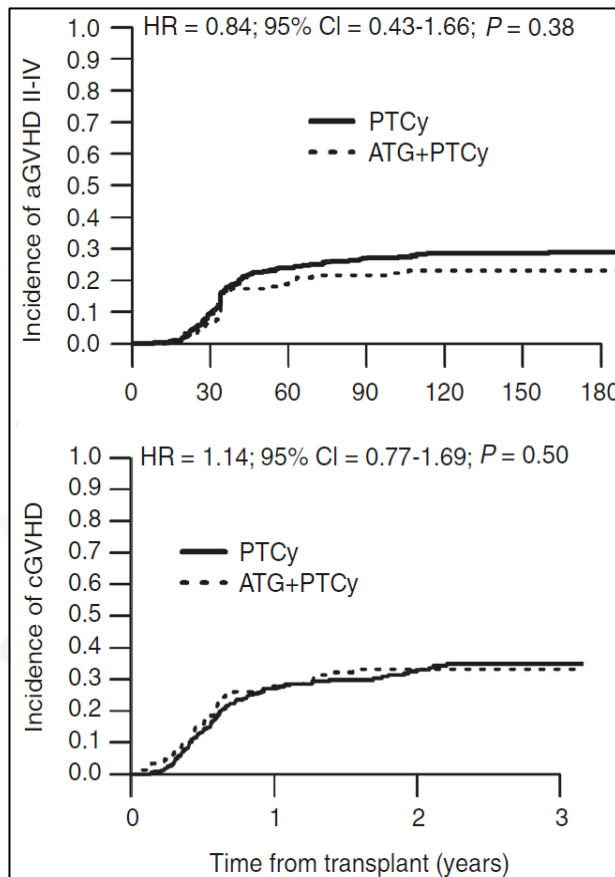 HR = 0.84; 95% CI = 0.43-1.66; P = 0.38
Incidence of aGVHD II-IV
1.0
0.9
0.8
0.7
0.6
0.5
0.4
0.3
0.2
0.1
0.0
PTCy
ATG+PTCy
0 30 60 90 120 150 180
HR = 1.14; 95% CI = 0.77-1.69; P = 0.50
Incidence of cGVHD
1.0
0.9
0.8
0.7
0.6
0.5
0.4
0.3
0.2
0.1
0.0
PTCy
ATG+PTCy
0 1 2 3
Time from transplant (years)